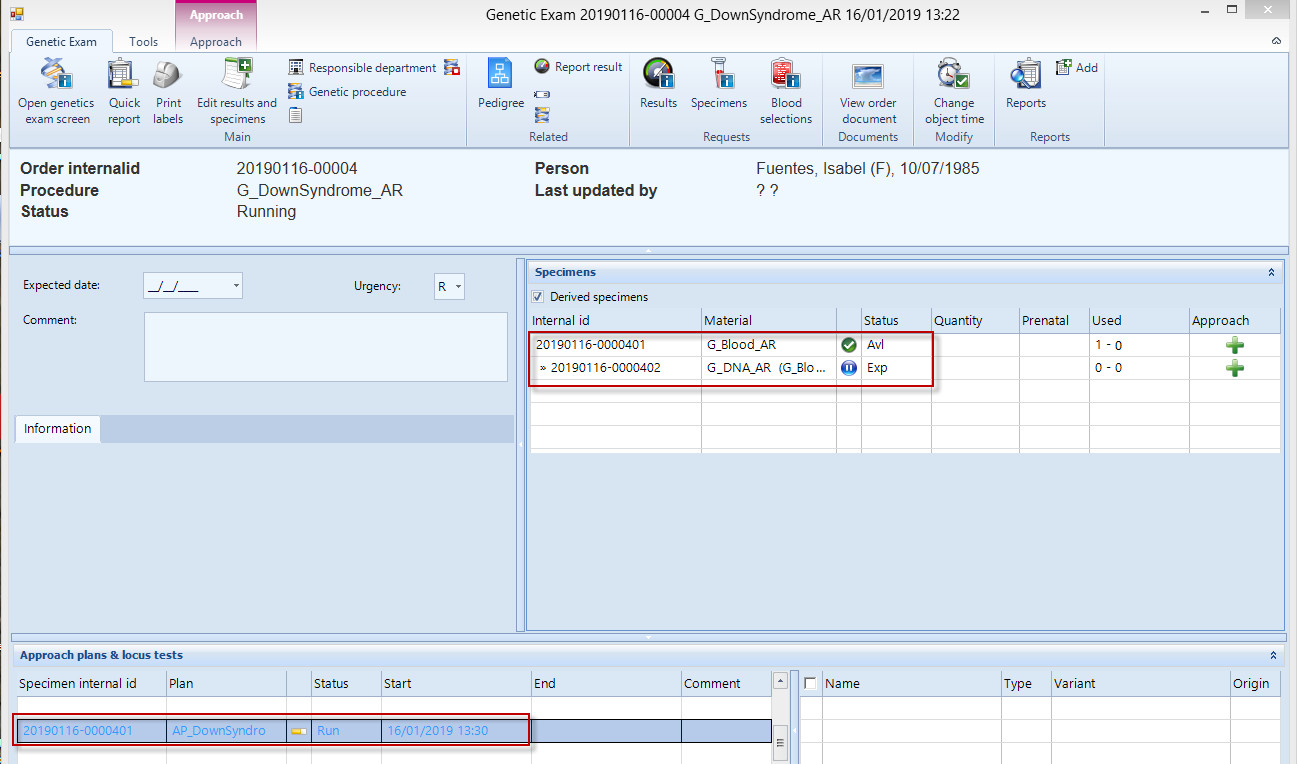 Approach
Genetic Exam 20190116-00004 G_DownSyndrome_AR 16/01/2019 13:22
Genetic Exam Tools Approach
Open genetics exam screen
Quick report
Print labels
Edit results and specimens
Responsible department
Genetic procedure
Main
Pedigree
Report result
Related
Results
Specimens
Blood selections
Requests
View order document
Documents
Change object time
Modify
Reports
Add
Reports
Order internalid 20190116-00004 Person Fuentes, Isabel (F), 10/07/1985
Procedure G_DownSyndrome_AR Last updated by ? ?
Status Running
Expected date: __/__/____ Urgency: R
Comment:
Information
Specimens
Derived specimens
Internal id Material Status Quantity Prenatal Used Approach
20190116-0000401 G_Blood_AR Avl 1 - 0
» 20190116-0000402 G_DNA_AR (G_Blo... Exp 0 - 0
Approach plans & locus tests
Specimen internal id Plan Status Start End Comment
20190116-0000401 AP_DownSyndro Run 16/01/2019 13:30
Name Type Variant Origin